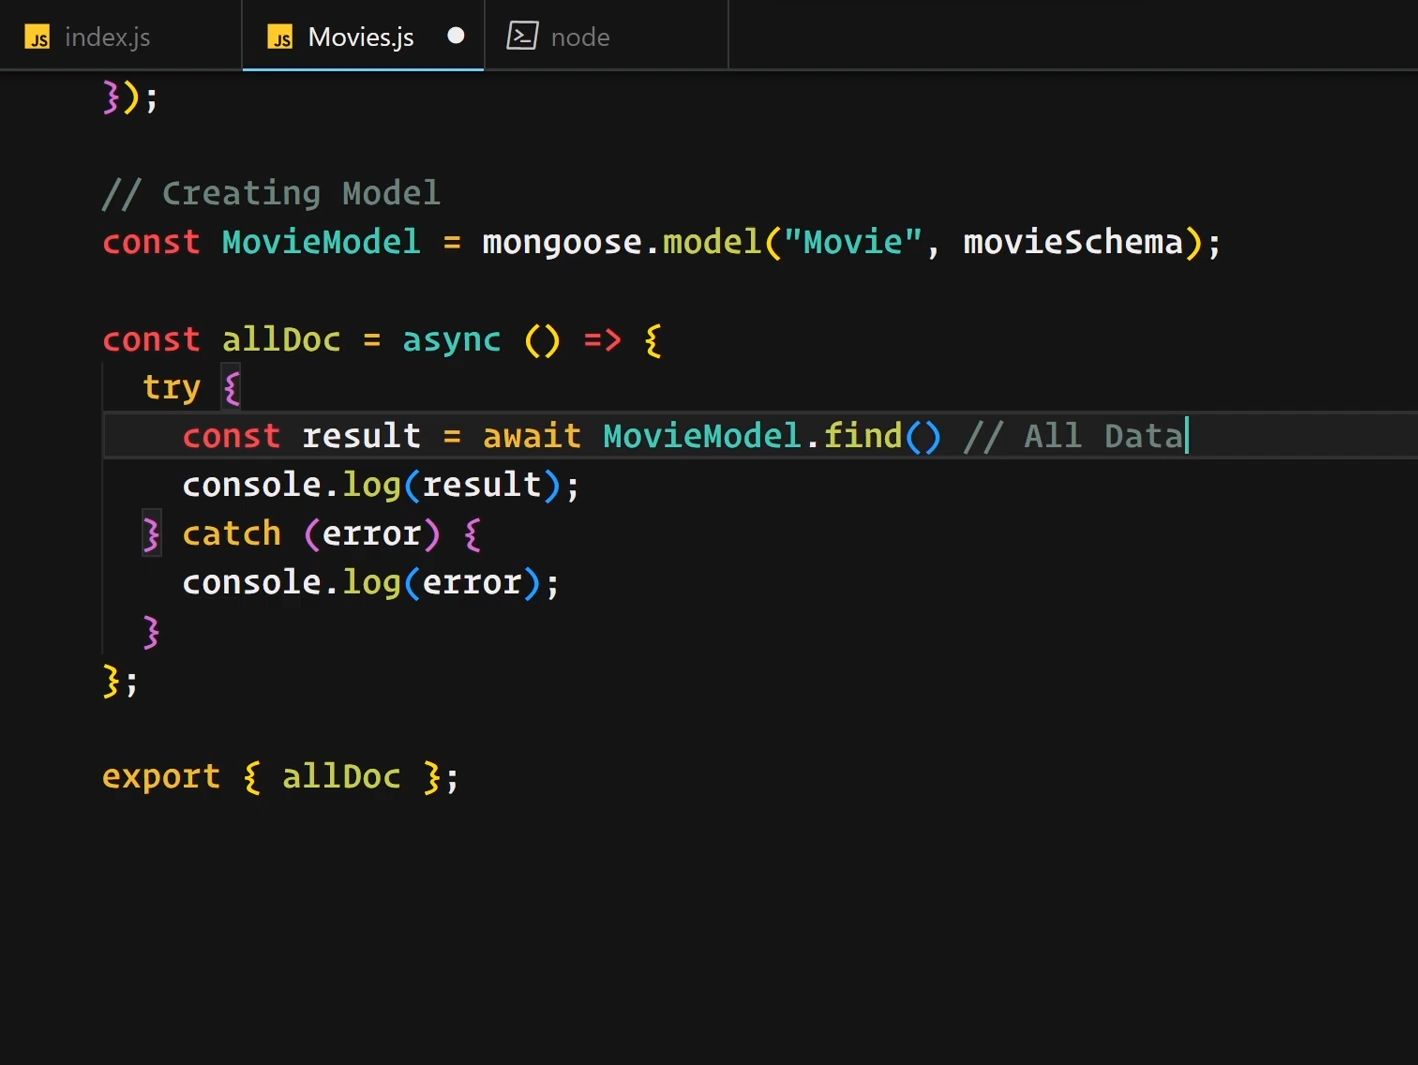 JS index.js
JS Movies.js
node
});
// Creating Model
const MovieModel = mongoose.model("Movie", movieSchema);
const allDoc = async () => {
try {
const result = await MovieModel.find() // All Data
console.log(result);
} catch (error) {
console.log(error);
}
};
export { allDoc };